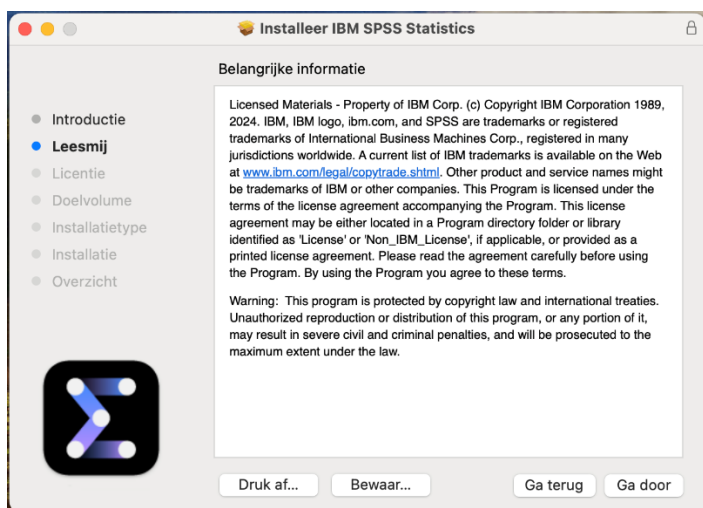 Installeer IBM SPSS Statistics
Belangrijke informatie
Introductie
Leesmij
Licentie
Doelvolume
Installatietype
Installatie
Overzicht
Licensed Materials - Property of IBM Corp. (c) Copyright IBM Corporation 1989,
2024. IBM, IBM logo, ibm.com, and SPSS are trademarks or registered
trademarks of International Business Machines Corp., registered in many
jurisdictions worldwide. A current list of IBM trademarks is available on the Web
at www.ibm.com/legal/copytrade.shtml. Other product and service names might
be trademarks of IBM or other companies. This Program is licensed under the
terms of the license agreement accompanying the Program. This license
agreement may be either located in a Program directory folder or library
identified as 'License' or 'Non_IBM_License', if applicable, or provided as a
printed license agreement. Please read the agreement carefully before using
the Program. By using the Program you agree to these terms.
Warning: This program is protected by copyright law and international treaties.
Unauthorized reproduction or distribution of this program, or any portion of it,
may result in severe civil and criminal penalties, and will be prosecuted to the
maximum extent under the law.
Druk af...
Bewaar...
Ga terug
Ga door